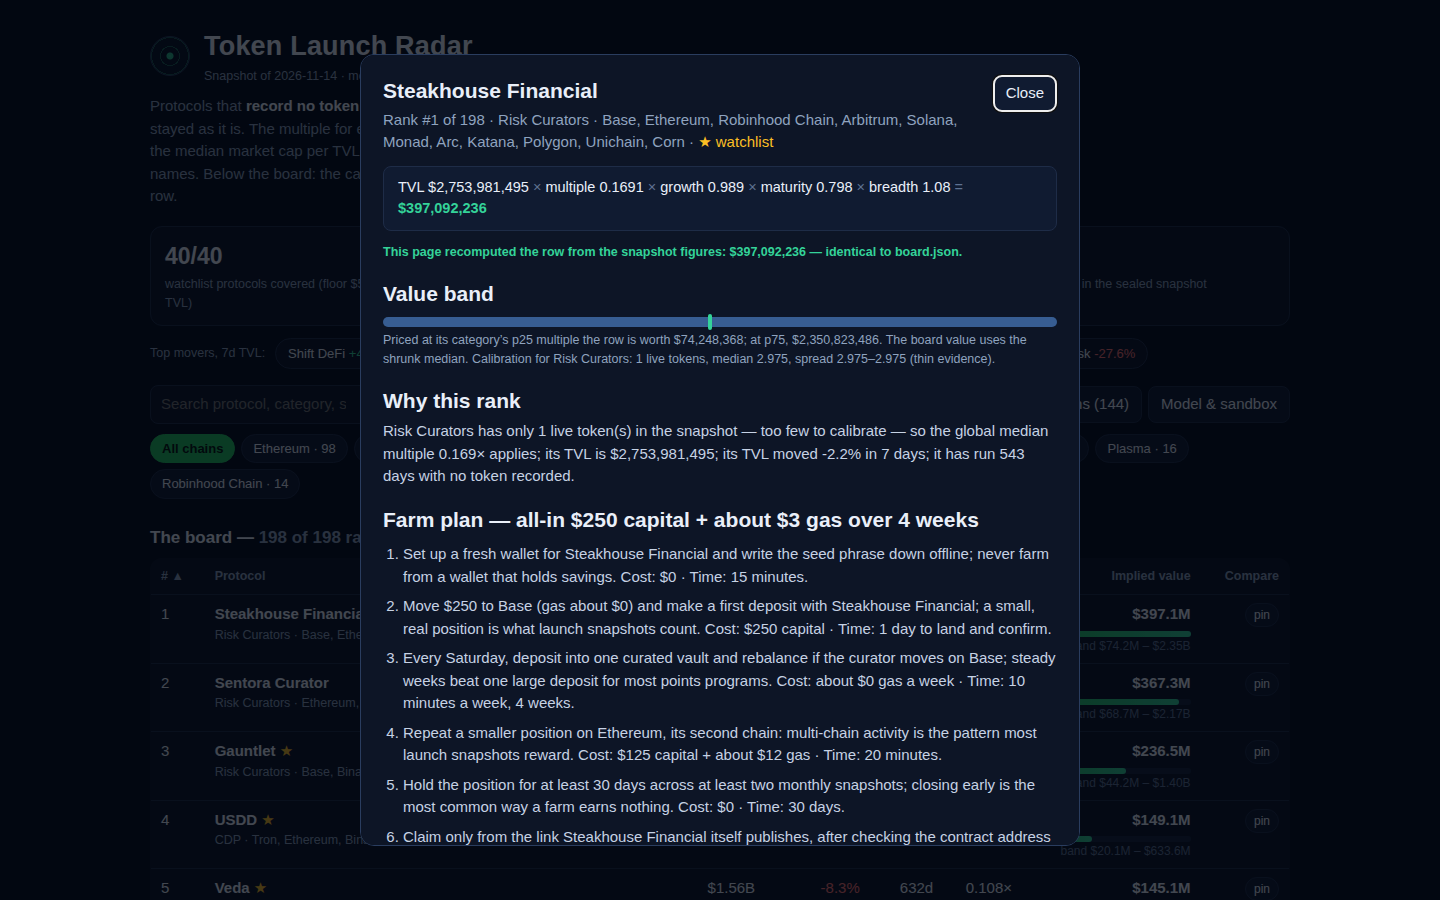 Token Launch Radar
Snapshot of 2026-11-14 · m
Protocols that record no token
stayed as it is. The multiple for
the median market cap per TVL
names. Below the board: the ca
row.
40/40
watchlist protocols covered (floor
TVL)
in the sealed snapshot
Top movers, 7d TVL: Shift DeFi
-27.6%
Search protocol, category, s
(144) Model & sandbox
All chains Ethereum · 98 Plasma · 16
Robinhood Chain · 14
The board — 198 of 198
# ▲ Protocol Implied value Compare
1 Steakhouse Financia $397.1M pin
Risk Curators · Base, Ethe $74.2M – $2.35B
2 Sentora Curator $367.3M pin
Risk Curators · Ethereum, $68.7M – $2.17B
3 Gauntlet ★ $236.5M pin
Risk Curators · Base, Bina $44.2M – $1.40B
4 USDD ★ $149.1M pin
CDP · Tron, Ethereum, Bin band $20.1M – $633.6M
5 Veda ★ $1.56B -8.3% 632d 0.108× $145.1M pin
Steakhouse Financial
Close
Rank #1 of 198 · Risk Curators · Base, Ethereum, Robinhood Chain, Arbitrum, Solana,
Monad, Arc, Katana, Polygon, Unichain, Corn · ★ watchlist
TVL $2,753,981,495 × multiple 0.1691 × growth 0.989 × maturity 0.798 × breadth 1.08 =
$397,092,236
This page recomputed the row from the snapshot figures: $397,092,236 — identical to board.json.
Value band
Priced at its category’s p25 multiple the row is worth $74,248,368; at p75, $2,350,823,486. The board value uses the
shrunk median. Calibration for Risk Curators: 1 live tokens, median 2.975, spread 2.975–2.975 (thin evidence).
Why this rank
Risk Curators has only 1 live token(s) in the snapshot — too few to calibrate — so the global median
multiple 0.169× applies; its TVL is $2,753,981,495; its TVL moved -2.2% in 7 days; it has run 543
days with no token recorded.
Farm plan — all-in $250 capital + about $3 gas over 4 weeks
1. Set up a fresh wallet for Steakhouse Financial and write the seed phrase down offline; never farm
from a wallet that holds savings. Cost: $0 · Time: 15 minutes.
2. Move $250 to Base (gas about $0) and make a first deposit with Steakhouse Financial; a small,
real position is what launch snapshots count. Cost: $250 capital · Time: 1 day to land and confirm.
3. Every Saturday, deposit into one curated vault and rebalance if the curator moves on Base; steady
weeks beat one large deposit for most points programs. Cost: about $0 gas a week · Time: 10
minutes a week, 4 weeks.
4. Repeat a smaller position on Ethereum, its second chain: multi-chain activity is the pattern most
launch snapshots reward. Cost: $125 capital + about $12 gas · Time: 20 minutes.
5. Hold the position for at least 30 days across at least two monthly snapshots; closing early is the
most common way a farm earns nothing. Cost: $0 · Time: 30 days.
6. Claim only from the link Steakhouse Financial itself publishes, after checking the contract address